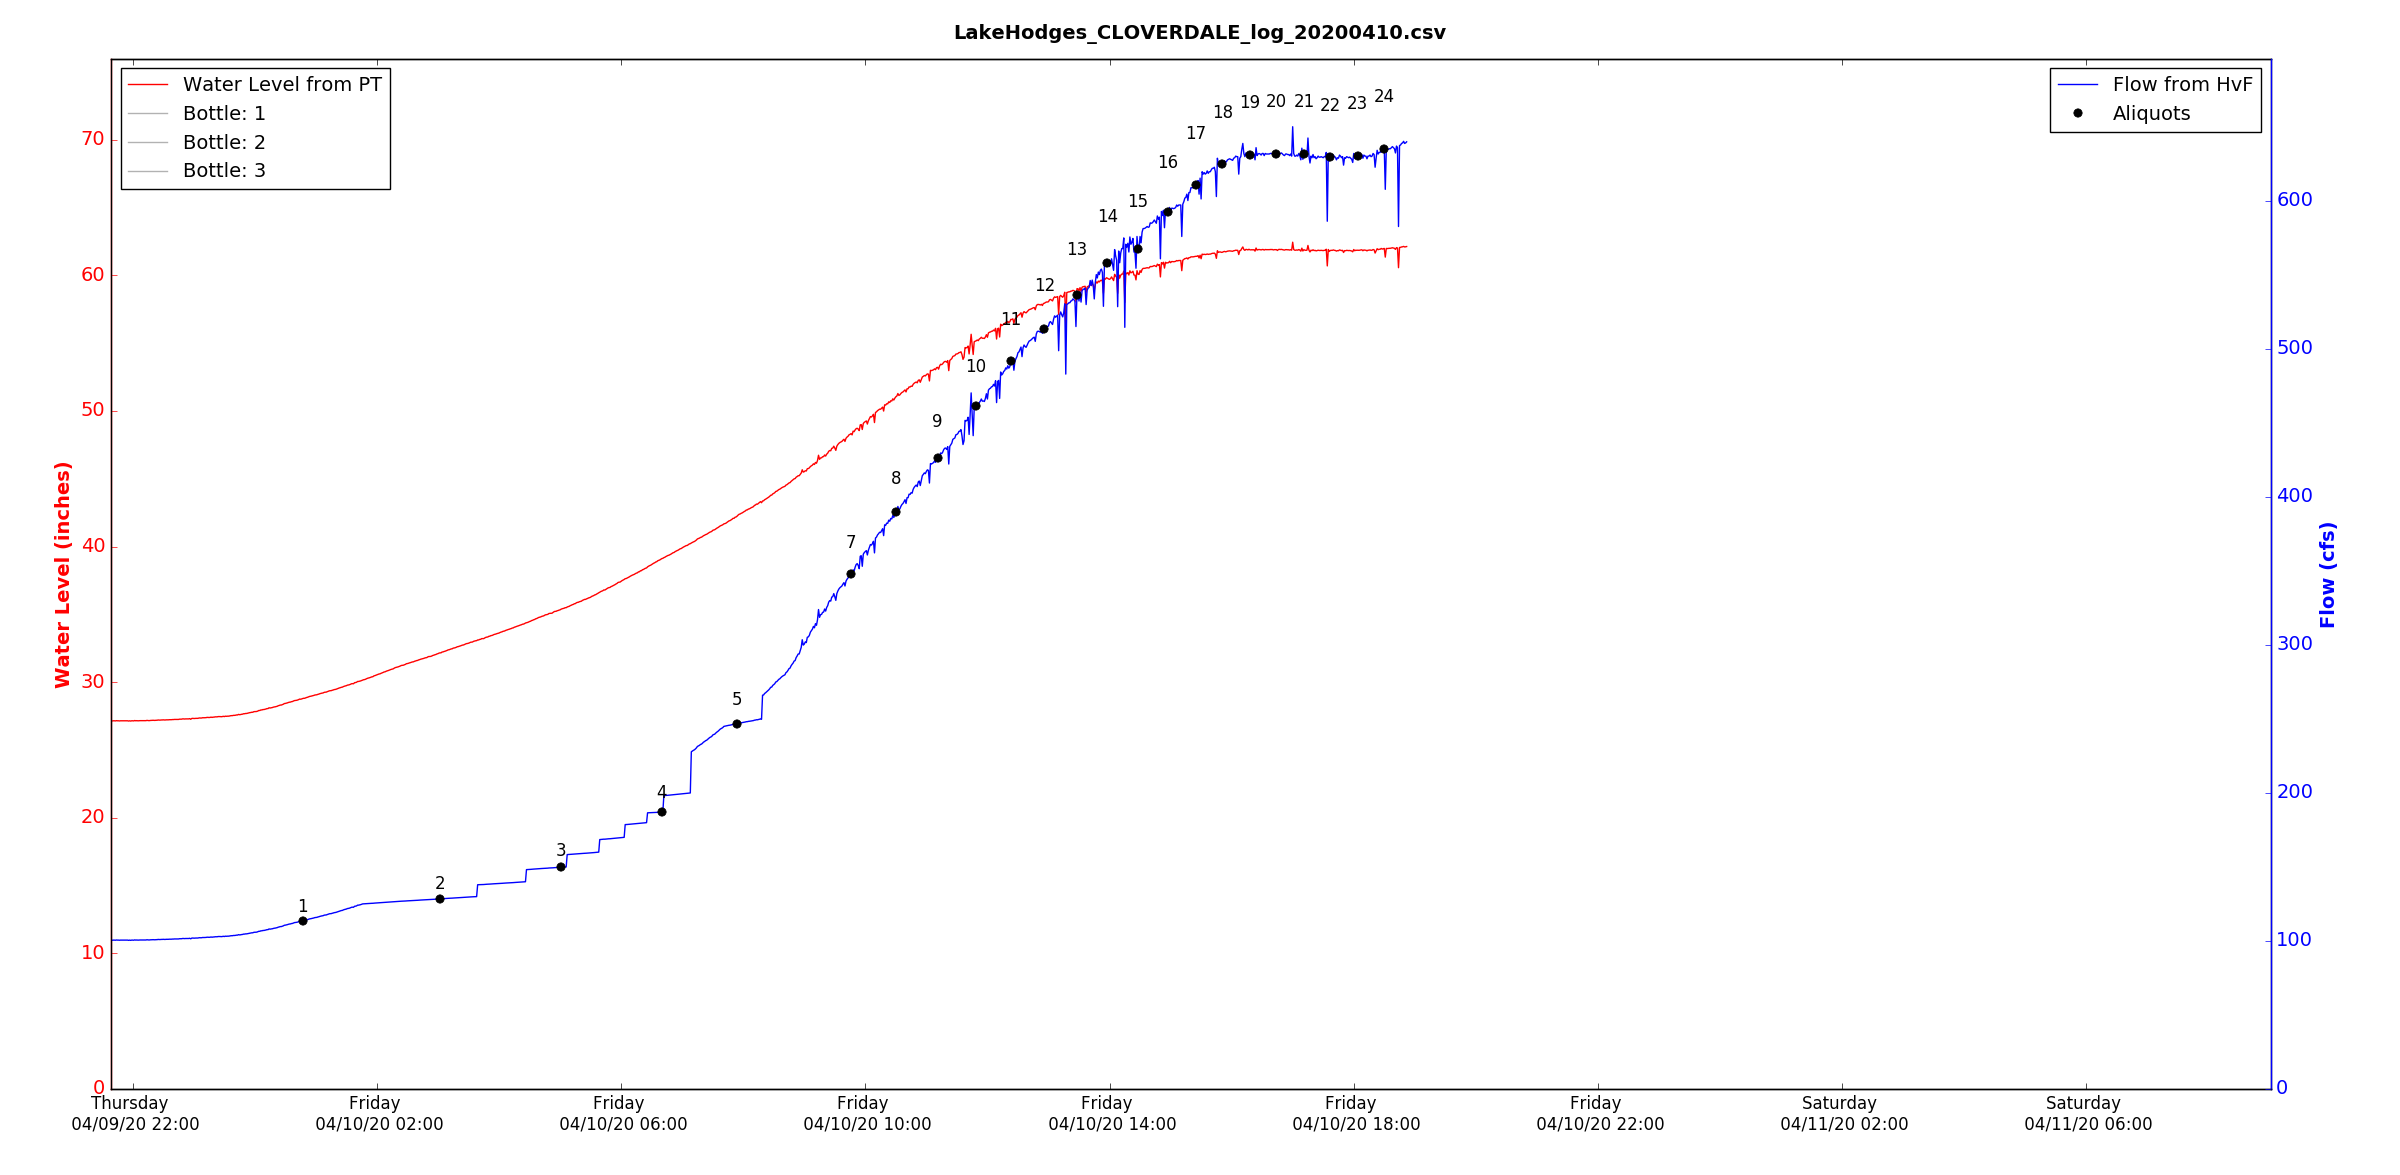 LakeHodges_CLOVERDALE_log_20200410.csv
Water Level from PT
Bottle: 1
Bottle: 2
Bottle: 3
Flow from HvF
Aliquots
Water Level (inches)
70
60
50
40
30
20
10
0
1
2
3
4
5
7
8
9
10
11
12
13
14
15
16
17
18
19
20
21
22
23
24
600
500
400
300
200
100
0
Flow (cfs)
Thursday
04/09/20 22:00
Friday
04/10/20 02:00
Friday
04/10/20 06:00
Friday
04/10/20 10:00
Friday
04/10/20 14:00
Friday
04/10/20 18:00
Friday
04/10/20 22:00
Saturday
04/11/20 02:00
Saturday
04/11/20 06:00